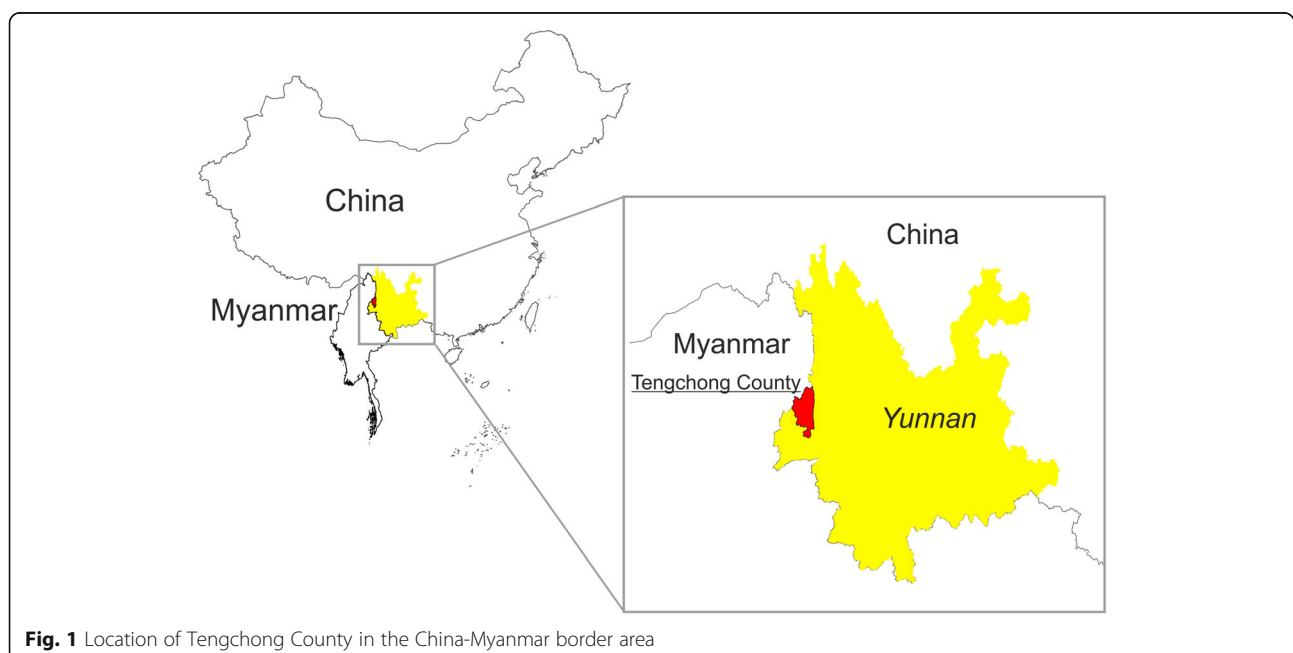 China
Myanmar
China
Myanmar
Tengchong County
Yunnan
Fig. 1 Location of Tengchong County in the China-Myanmar border area